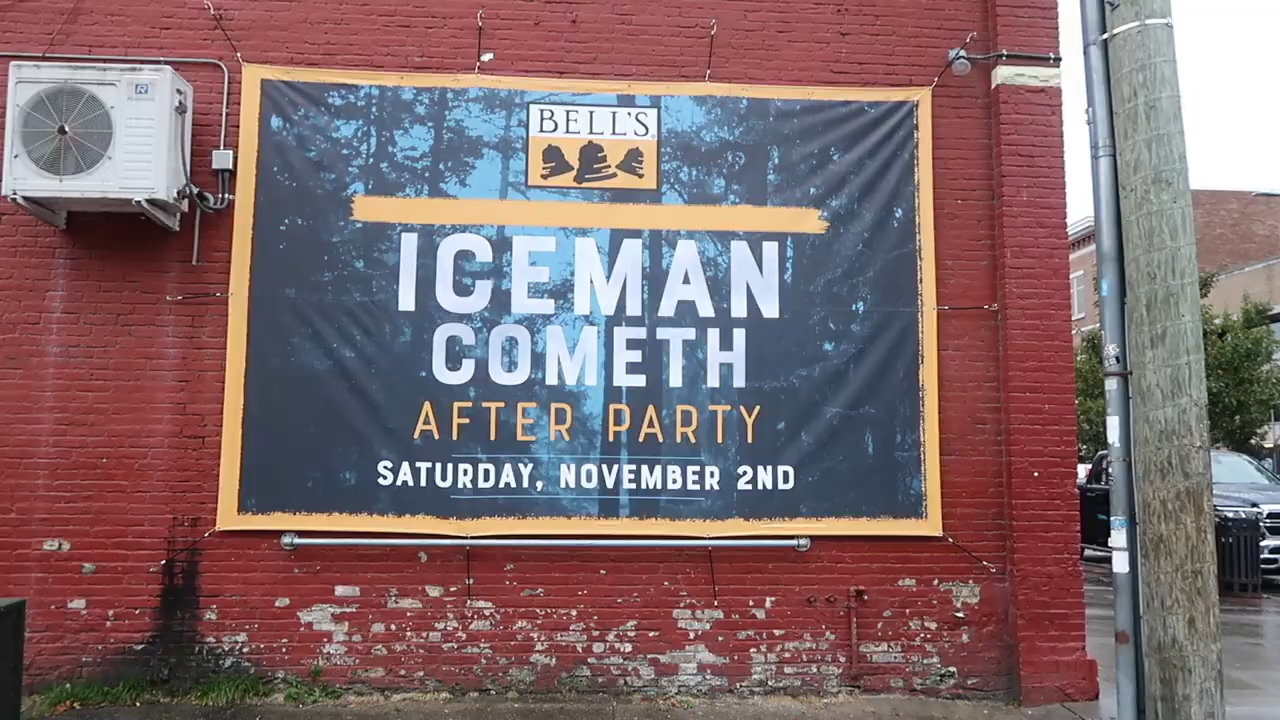 BELL'S
ICEMAN
COMETH
AFTER PARTY
SATURDAY, NOVEMBER 2ND